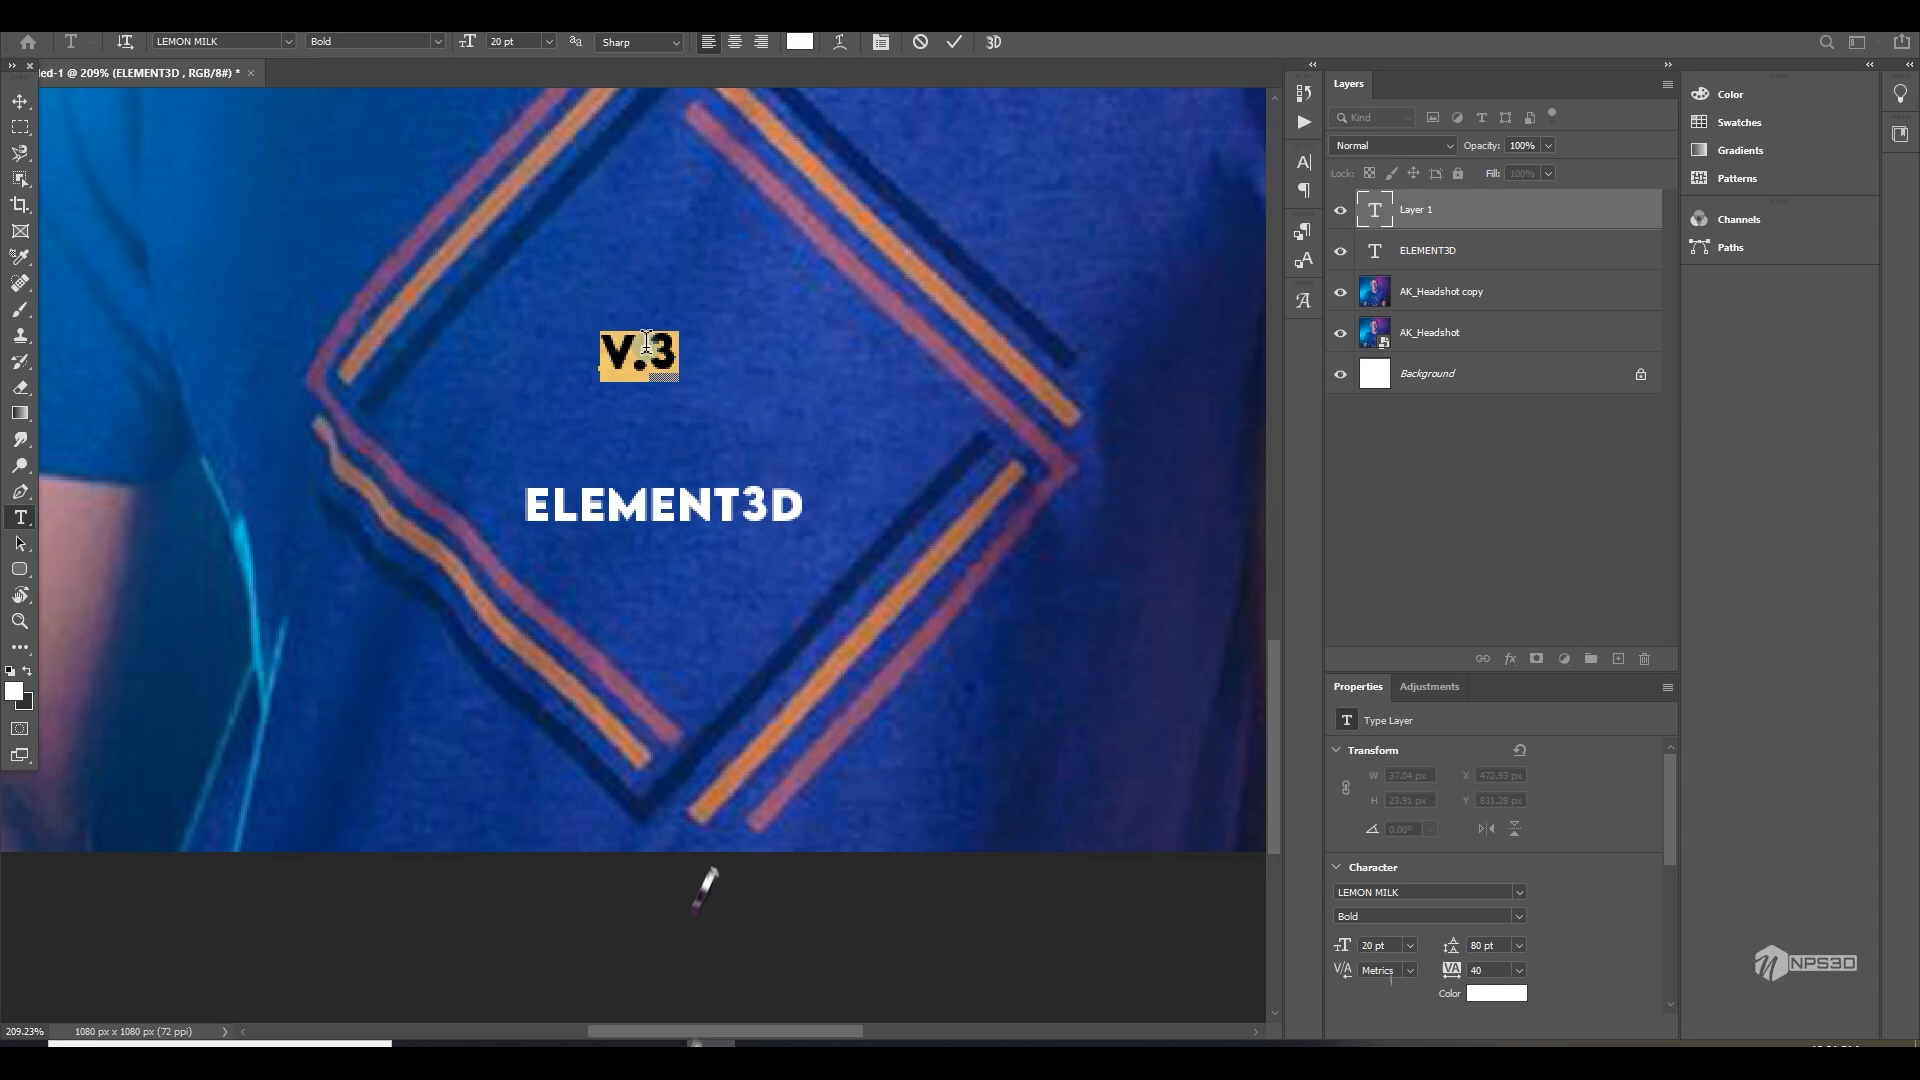 LEMON MILK Bold 20 pt Sharp 3D
led-1 @ 209% (ELEMENT3D , RGB/8#) *
Layers
Kind
Normal Opacity: 100%
Lock: Fill: 100%
Layer 1
ELEMENT3D
AK_Headshot copy
AK_Headshot
Background
Color
Swatches
Gradients
Patterns
Channels
Paths
V.3
ELEMENT3D
Properties Adjustments
Type Layer
Transform
W 37.04 px X 472.93 px
H 23.91 px Y 831.28 px
0.00°
Character
LEMON MILK
Bold
20 pt 80 pt
Metrics 40
Color
NPS3D
209.23% 1080 px x 1080 px (72 ppi)